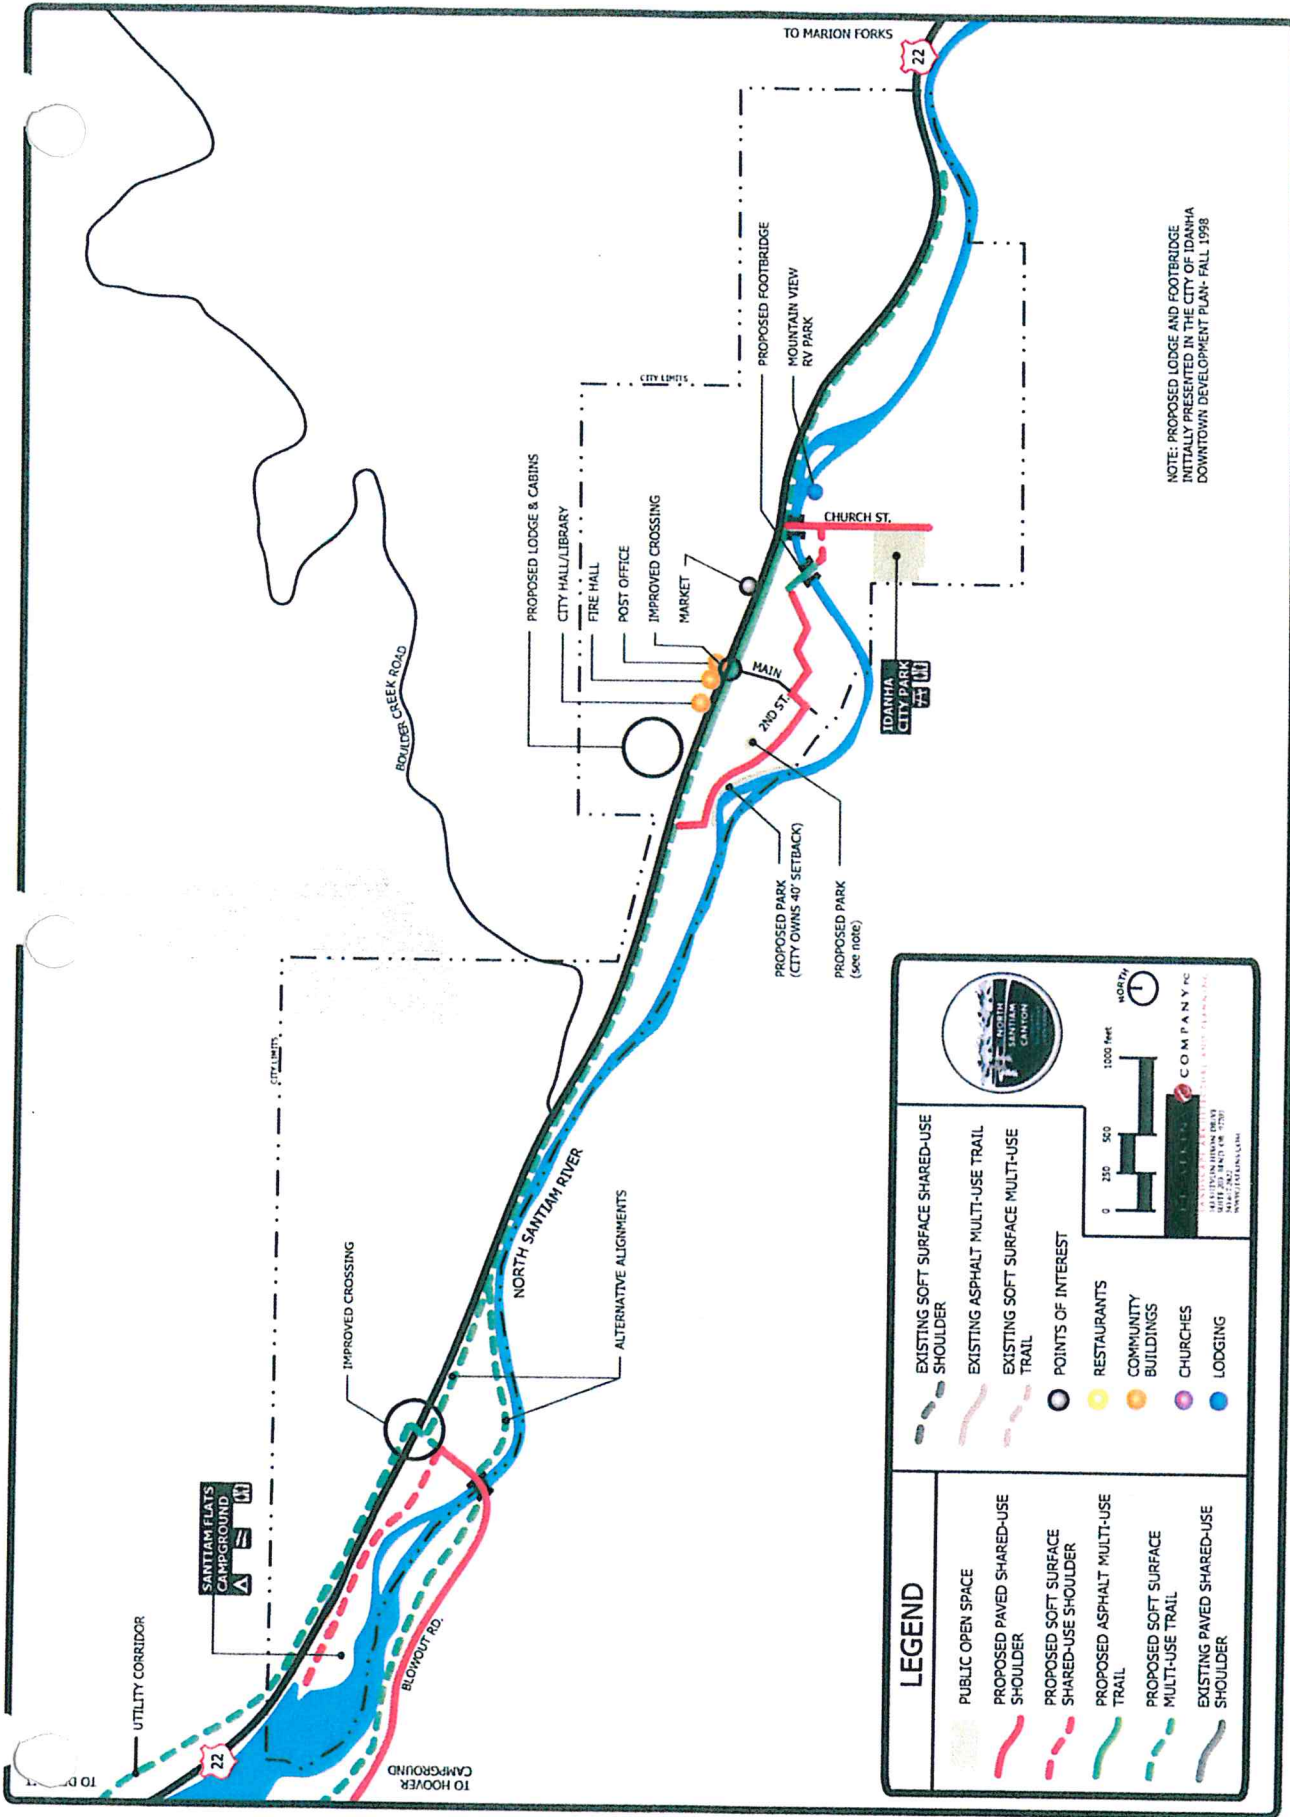 TO MARION FORKS
22
PROPOSED FOOTBRIDGE
MOUNTAIN VIEW
RV PARK
NOTE: PROPOSED LODGE AND FOOTBRIDGE
INITIALLY PRESENTED IN THE CITY OF IDANHA
DOWNTOWN DEVELOPMENT PLAN- FALL 1998
CITY LIMITS
PROPOSED LODGE & CABINS
CITY HALL/LIBRARY
FIRE HALL
POST OFFICE
IMPROVED CROSSING
MARKET
CHURCH ST.
MAIN
2ND ST.
IDANHA
CITY PARK
BOULDER CREEK ROAD
PROPOSED PARK
(CITY OWNS 40' SETBACK)
PROPOSED PARK
(see note)
CITY LIMITS
NORTH SANTIAM RIVER
IMPROVED CROSSING
ALTERNATIVE ALIGNMENTS
SANTIAM FLATS
CAMPGROUND
UTILITY CORRIDOR
22
BLOWOUT RD.
TO HOOVER
CAMPGROUND
TO
LEGEND
PUBLIC OPEN SPACE
PROPOSED PAVED SHARED-USE
SHOULDER
PROPOSED SOFT SURFACE
SHARED-USE SHOULDER
PROPOSED ASPHALT MULTI-USE
TRAIL
PROPOSED SOFT SURFACE
MULTI-USE TRAIL
EXISTING PAVED SHARED-USE
SHOULDER
EXISTING SOFT SURFACE SHARED-USE
SHOULDER
EXISTING ASPHALT MULTI-USE TRAIL
EXISTING SOFT SURFACE MULTI-USE
TRAIL
POINTS OF INTEREST
RESTAURANTS
COMMUNITY
BUILDINGS
CHURCHES
LODGING
NORTH
SANTIAM
CANYON
0 250 500 1000 feet
NORTH
COMPANY PC